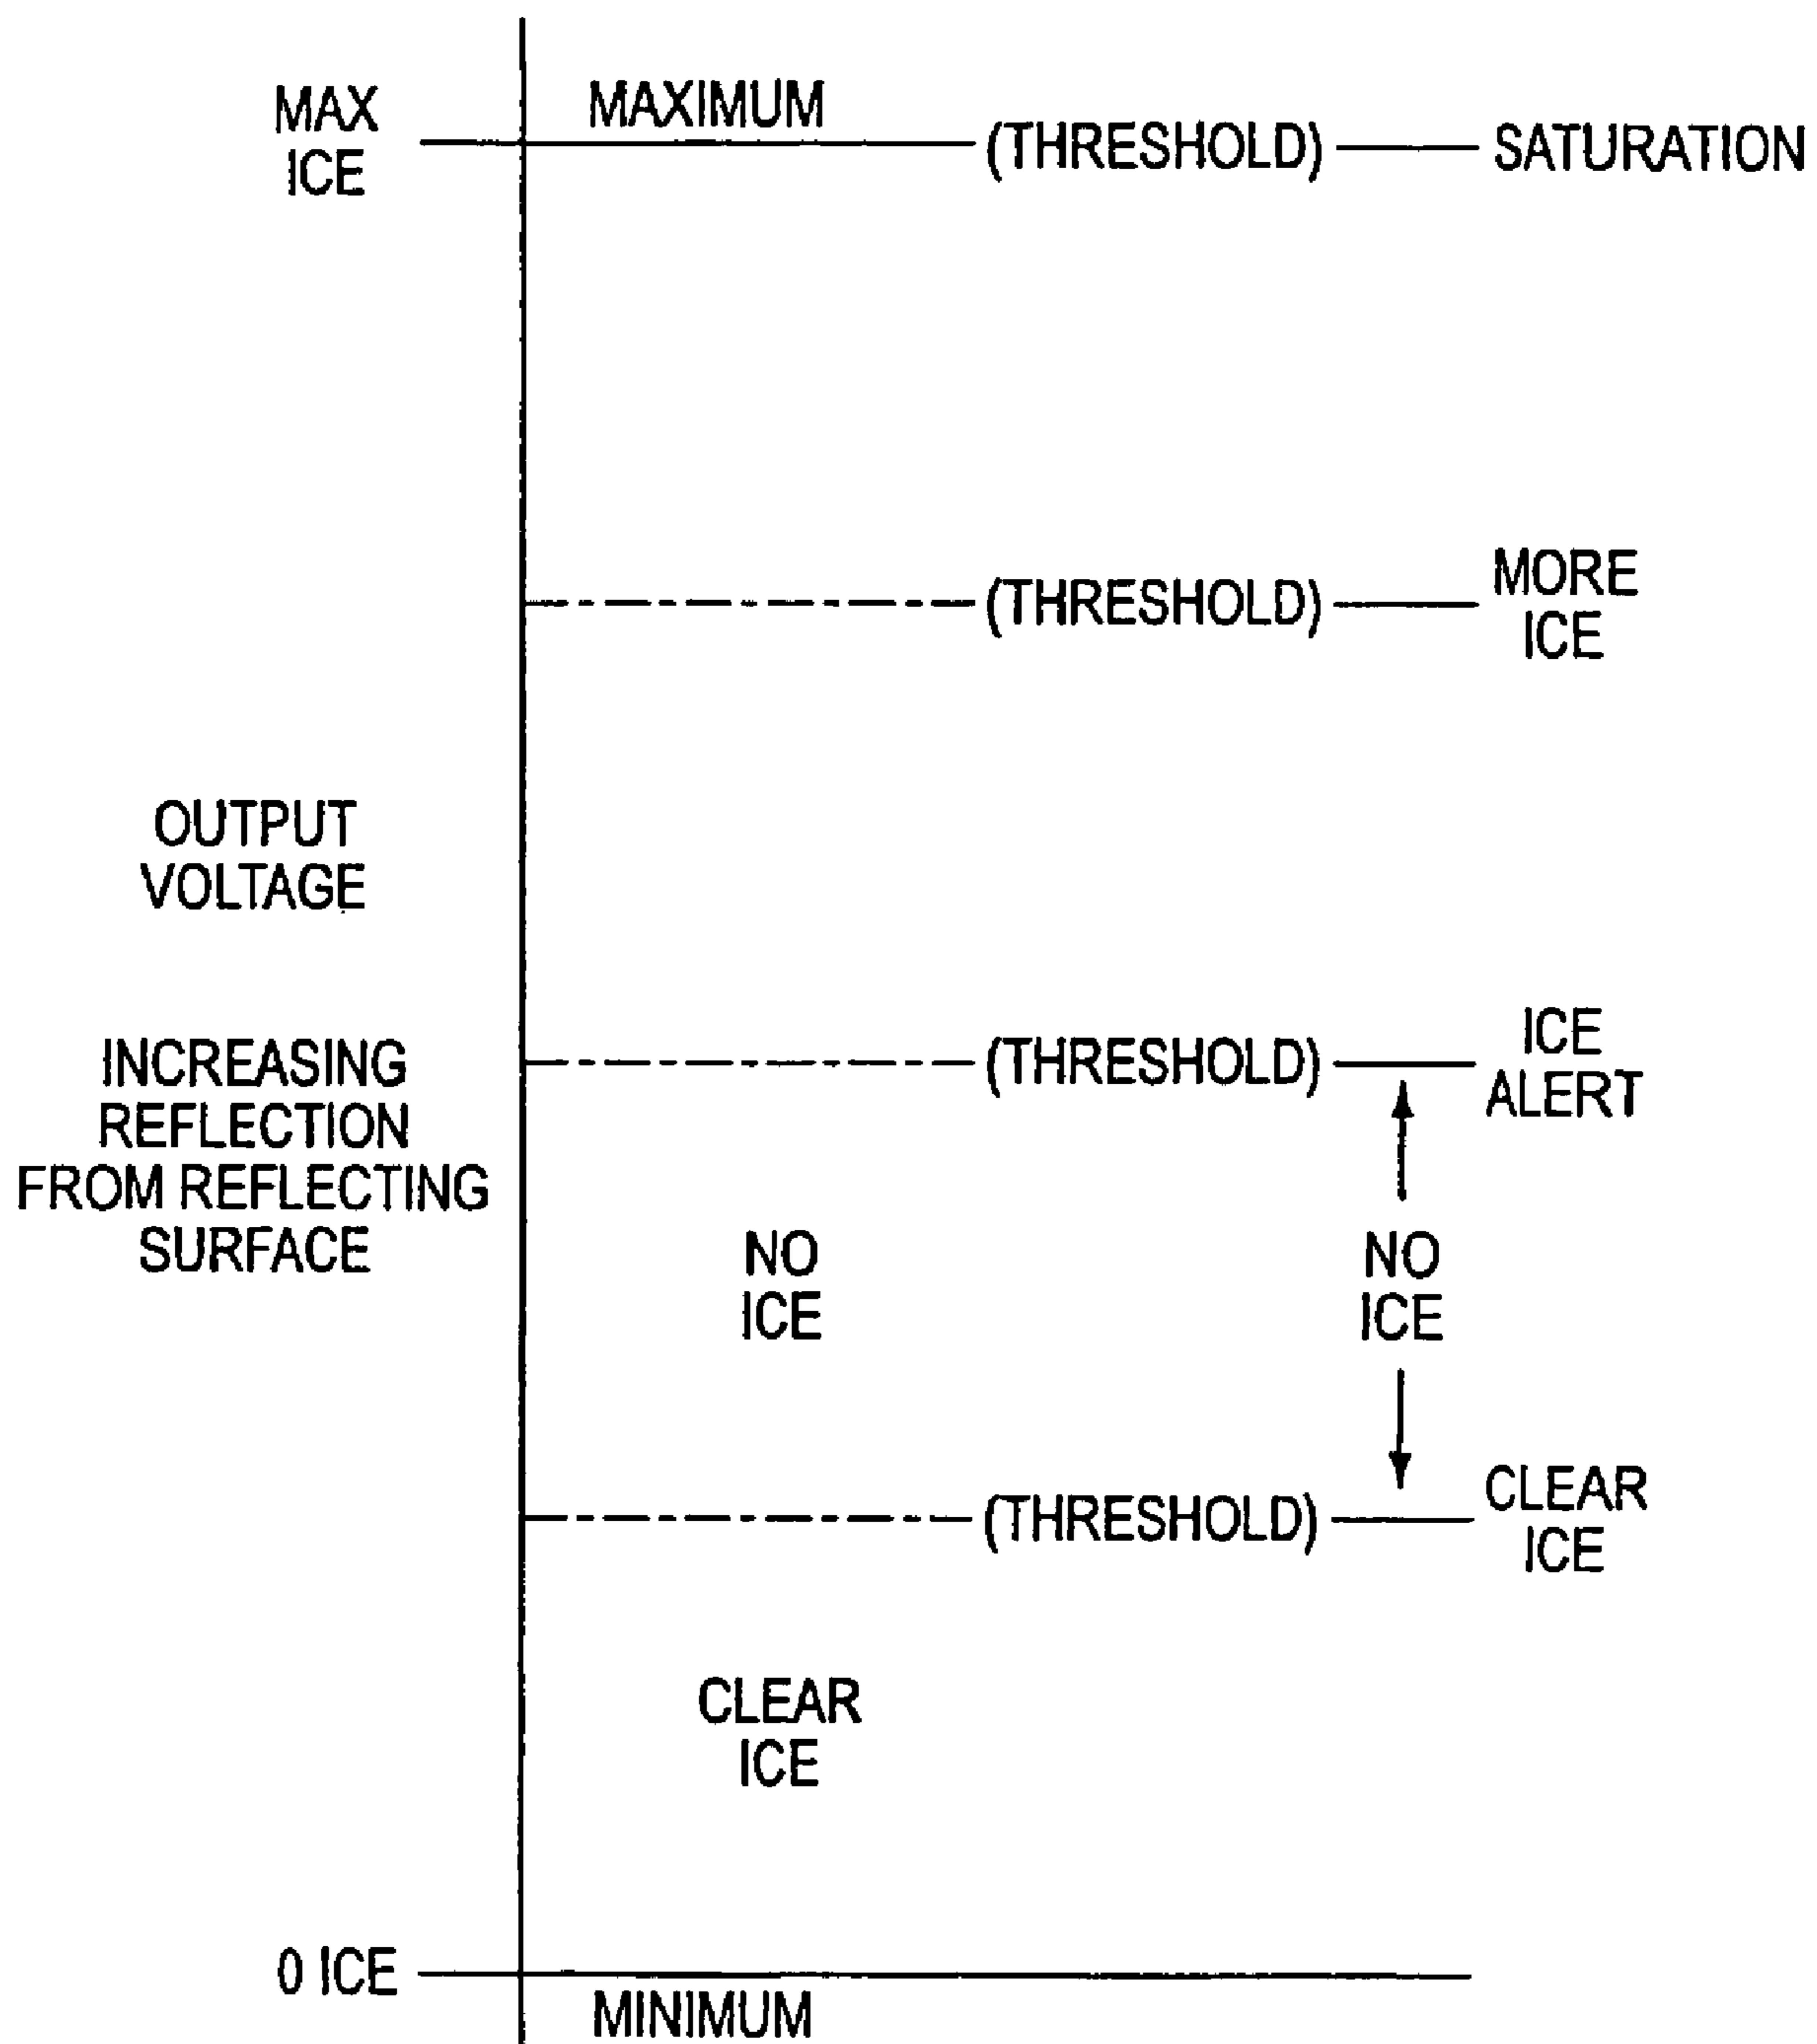 MAX
ICE
MAXIMUM
(THRESHOLD)
SATURATION
(THRESHOLD)
MORE
ICE
OUTPUT
VOLTAGE
INCREASING
REFLECTION
FROM REFLECTING
SURFACE
(THRESHOLD)
ICE
ALERT
NO
ICE
NO
ICE
(THRESHOLD)
CLEAR
ICE
CLEAR
ICE
0 ICE
MINIMUM